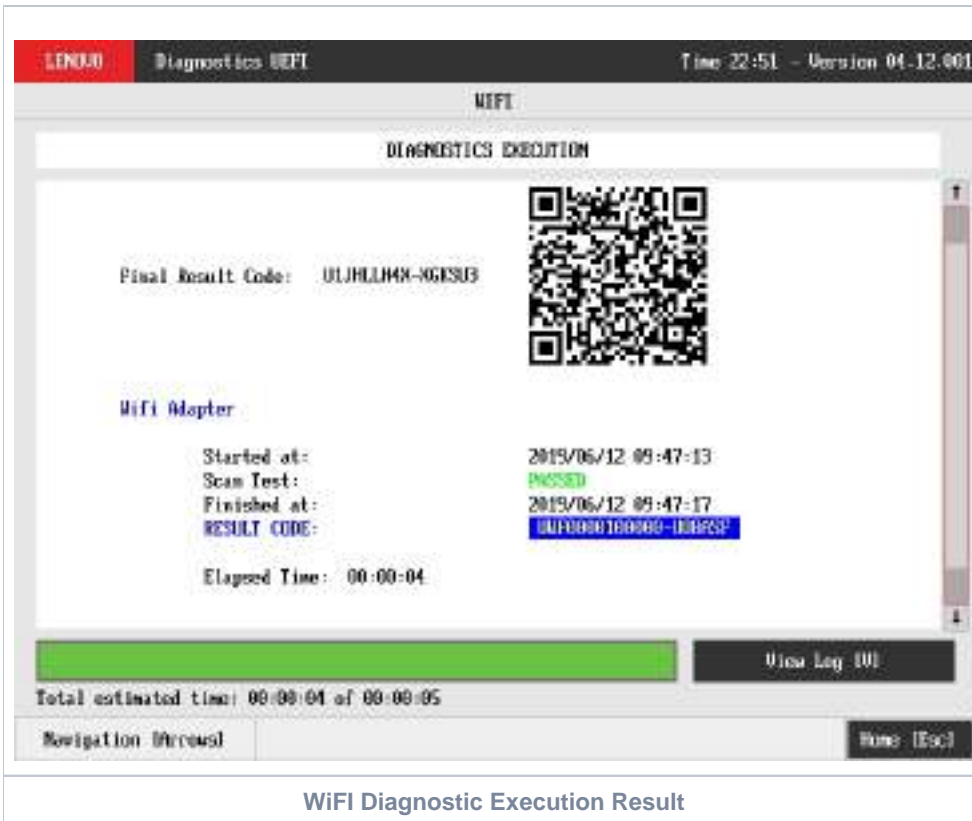 LENOVO Diagnostics UEFI Time 22:51 - Version 04.12.001
WIFI
DIAGNOSTICS EXECUTION
Final Result Code:
Wifi Adapter
Started at: 2019/06/12 09:47:13
Scan Test: PASSED
Finished at: 2019/06/12 09:47:17
RESULT CODE:
Elapsed Time: 00:00:04
View Log [V]
Total estimated time: 00:00:04 of 00:00:05
Navigation [Arrows] Home [Esc]
WiFI Diagnostic Execution Result